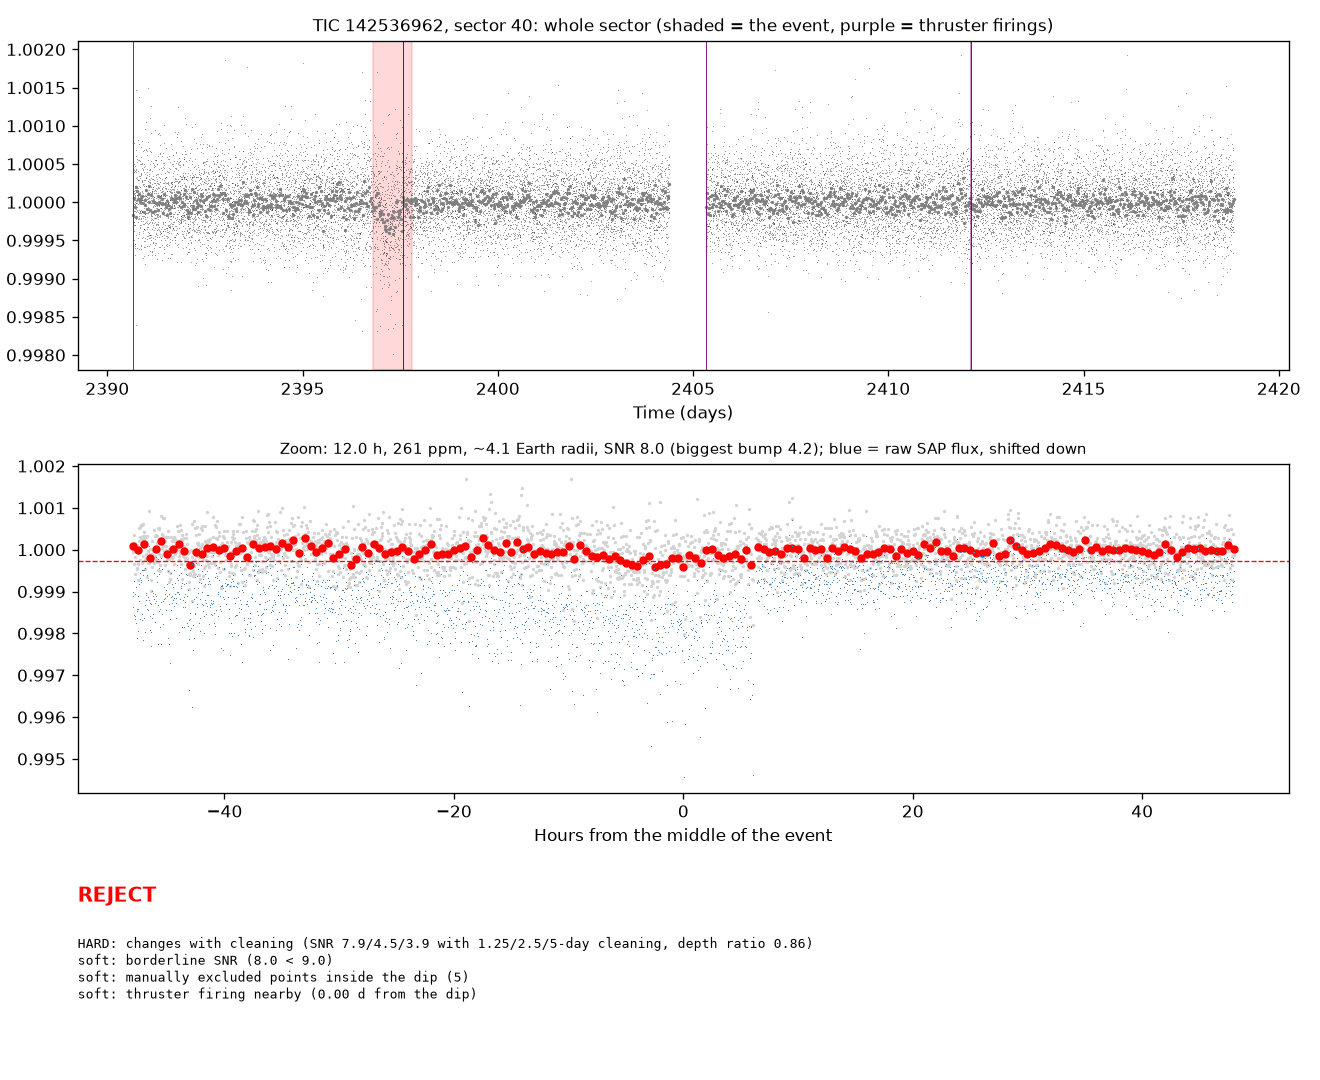 TIC 142536962, sector 40: whole sector (shaded = the event, purple = thruster firings)
1.0020
1.0015
1.0010
1.0005
1.0000
0.9995
0.9990
0.9985
0.9980
2390 2395 2400 2405 2410 2415 2420
Time (days)
Zoom: 12.0 h, 261 ppm, ~4.1 Earth radii, SNR 8.0 (biggest bump 4.2); blue = raw SAP flux, shifted down
1.002
1.001
1.000
0.999
0.998
0.997
0.996
0.995
−40 −20 0 20 40
Hours from the middle of the event
REJECT
HARD: changes with cleaning (SNR 7.9/4.5/3.9 with 1.25/2.5/5-day cleaning, depth ratio 0.86)
soft: borderline SNR (8.0 < 9.0)
soft: manually excluded points inside the dip (5)
soft: thruster firing nearby (0.00 d from the dip)